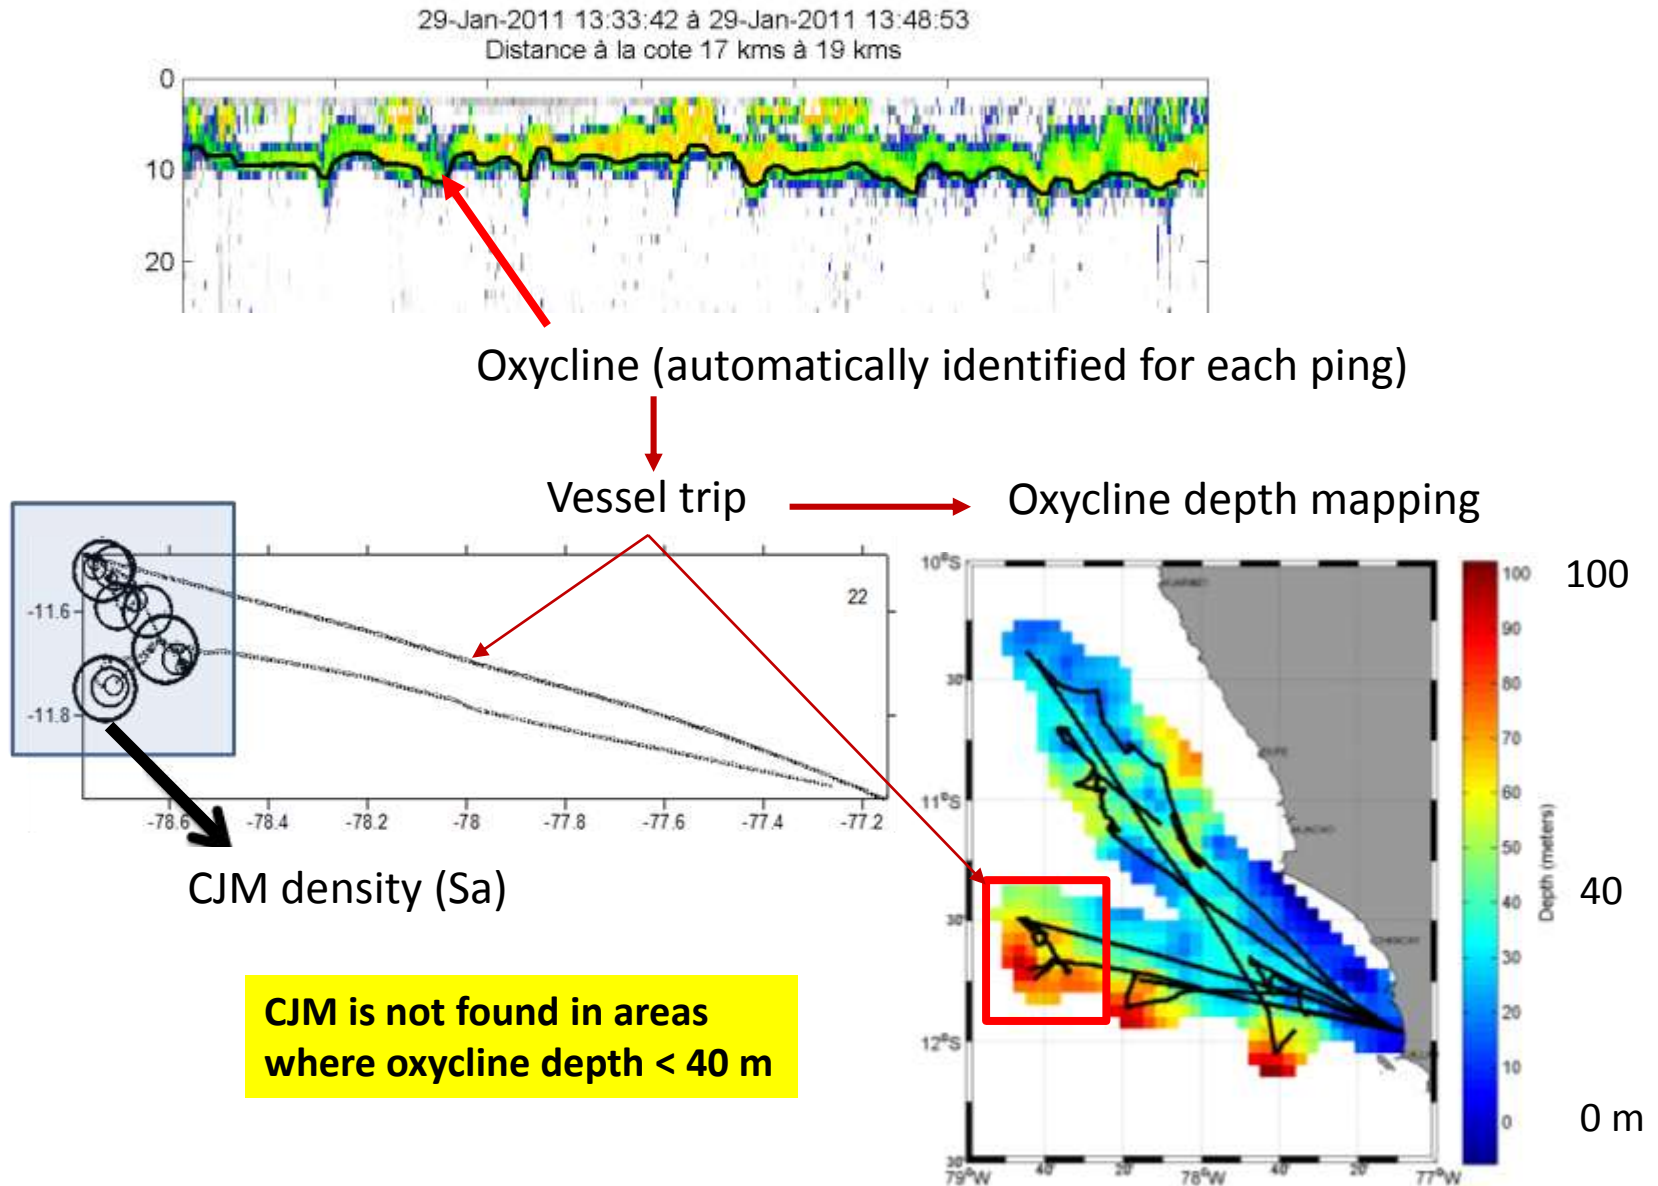 29-Jan-2011 13:33:42 à 29-Jan-2011 13:48:53
Distance à la cote 17 kms à 19 kms
0
10
20
Oxycline (automatically identified for each ping)
Vessel trip
Oxycline depth mapping
22
-11.6
-11.8
-78.6 -78.4 -78.2 -78 -77.8 -77.6 -77.4 -77.2
CJM density (Sa)
CJM is not found in areas
where oxycline depth < 40 m
10°S
30'
11°S
30'
12°S
30'
79°W 40' 20' 78°W 40' 20' 77°W
100
90
80
70
60
50
40
30
20
10
0
Depth (meters)
100
40
0 m